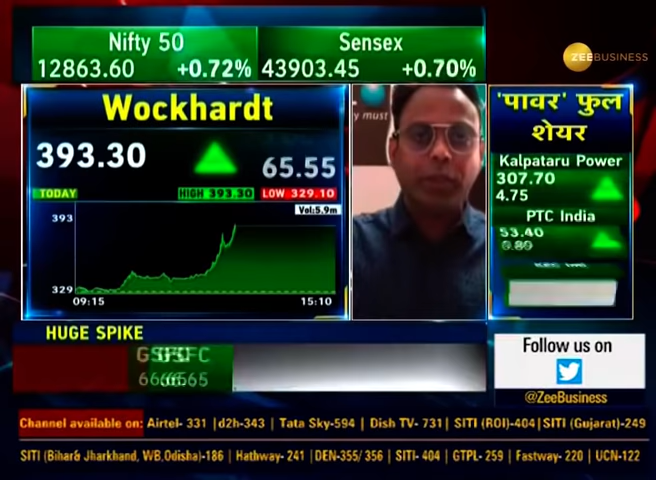 Nifty 50
12863.60 +0.72%
Sensex
43903.45 +0.70%
ZEEBUSINESS
Wockhardt
393.30 65.55
TODAY HIGH 393.30 LOW 329.10
Vol:5.9m
393
329
09:15 15:10
y must
'पावर' फुल
शेयर
Kalpataru Power
307.70
4.75
PTC India
53.40
0.80
HUGE SPIKE
Follow us on
@ZeeBusiness
Channel available on: Airtel- 331 |d2h-343 | Tata Sky-594 | Dish TV- 731| SITI (ROI)-404|SITI (Gujarat)-249
SITI (Bihar& Jharkhand, WB,Odisha)-186 | Hathway- 241 |DEN-355/ 356 | SITI- 404 | GTPL- 259 | Fastway- 220 | UCN-122